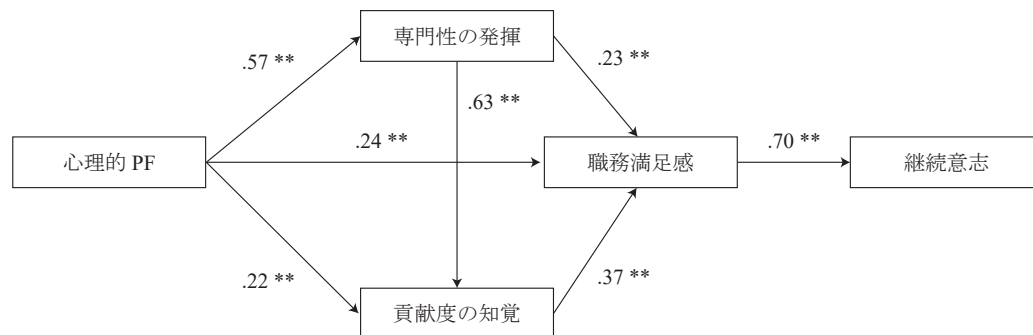 専門性の発揮
.57 **
.23 **
.63 **
心理的 PF
.24 **
職務満足感
.70 **
継続意志
.22 **
.37 **
貢献度の知覚